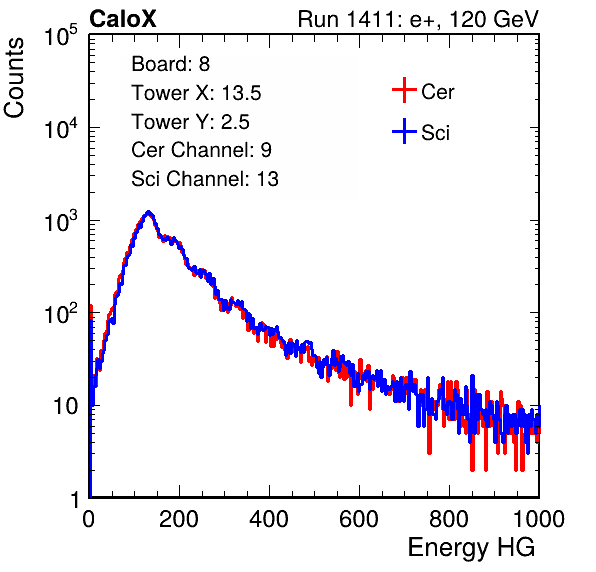 CaloX Run 1411: e+, 120 GeV
Counts
10^5
10^4
10^3
10^2
10
1
Board: 8
Tower X: 13.5
Tower Y: 2.5
Cer Channel: 9
Sci Channel: 13
Cer
Sci
0 200 400 600 800 1000
Energy HG